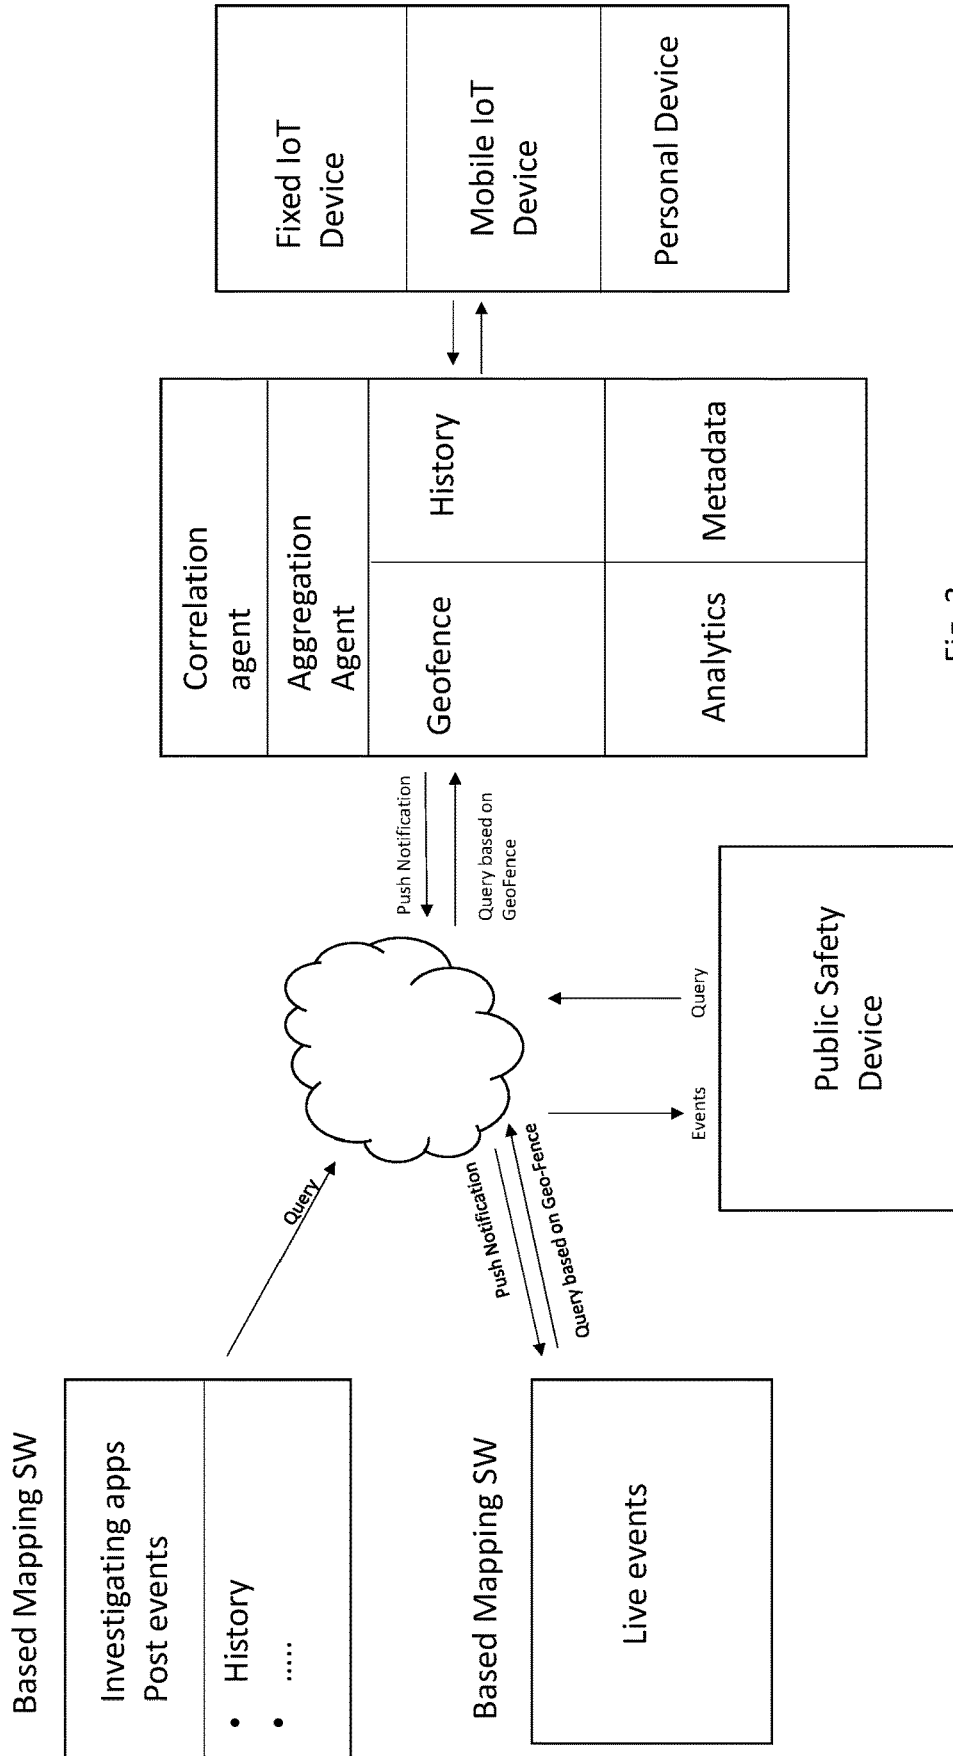 Based Mapping SW
Investigating apps
Post events
• History
• .....
Query
Based Mapping SW
Live events
Push Notification
Query based on Geo-Fence
Events
Query
Public Safety
Device
Push Notification
Query based on
GeoFence
Correlation
agent
Aggregation
Agent
Geofence
History
Analytics
Metadata
Fixed IoT
Device
Mobile IoT
Device
Personal Device